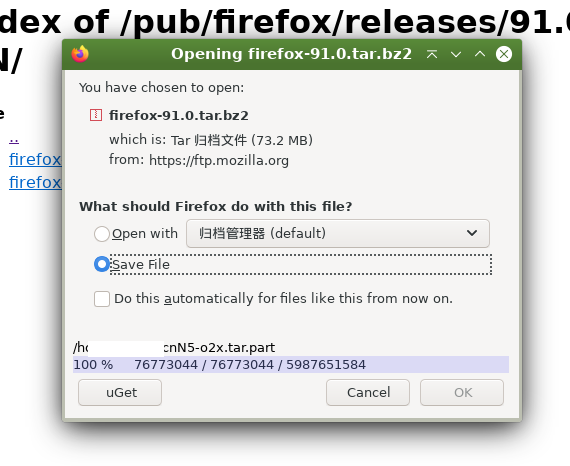 dex of /pub/firefox/releases/91.0
N/
Opening firefox-91.0.tar.bz2
You have chosen to open:
firefox-91.0.tar.bz2
which is: Tar 归档文件 (73.2 MB)
from: https://ftp.mozilla.org
..
firefox
firefox
What should Firefox do with this file?
Open with 归档管理器 (default)
Save File
Do this automatically for files like this from now on.
/ho cnN5-o2x.tar.part
100 % 76773044 / 76773044 / 5987651584
uGet Cancel OK